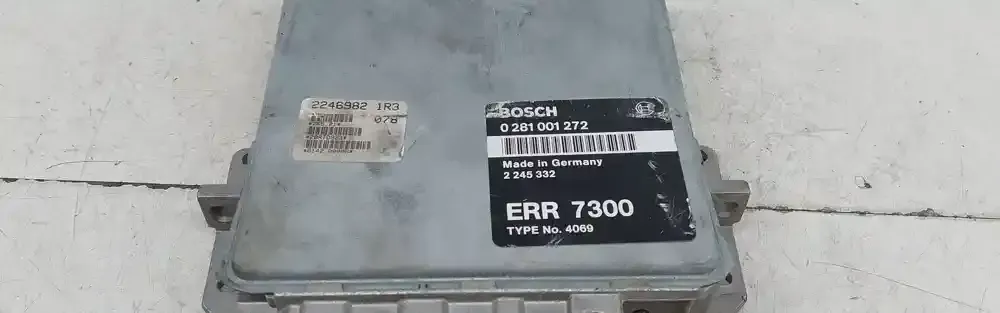 2246982 1R3
078
BOSCH
0 281 001 272
Made in Germany
2 245 332
ERR 7300
TYPE No. 4069